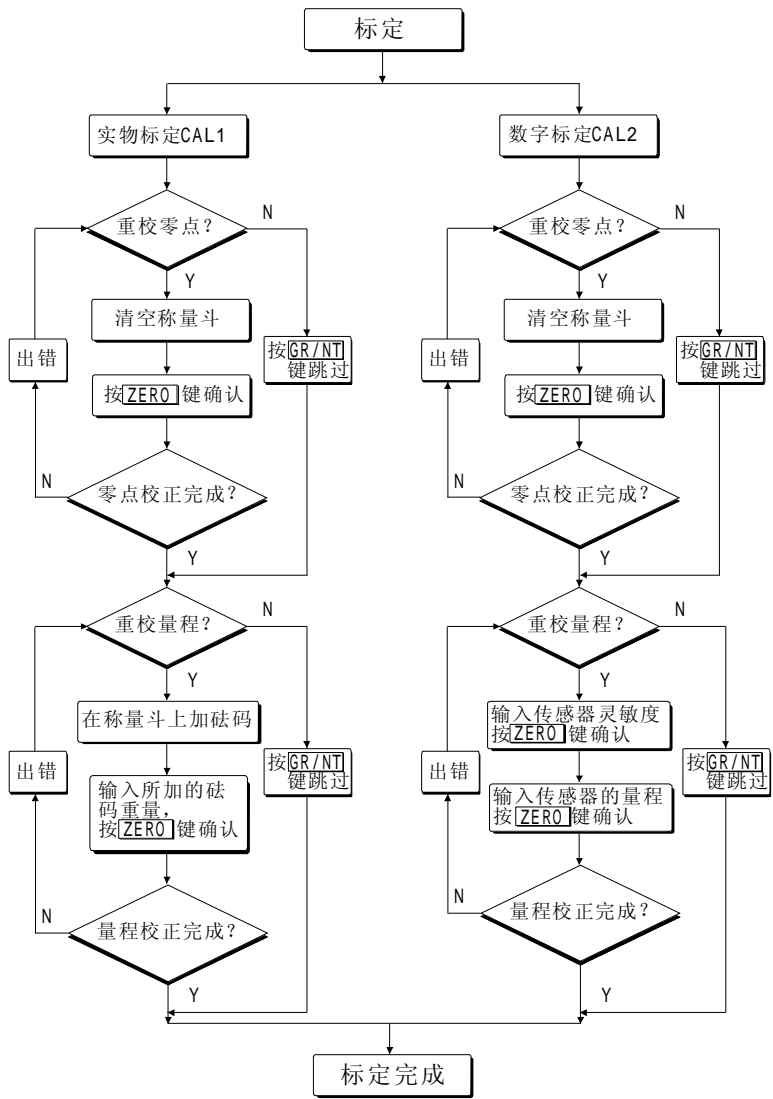 标定
实物标定CAL1
数字标定CAL2
重校零点？
N
重校零点？
N
Y
Y
清空称量斗
清空称量斗
出错
按GR/NT
键跳过
出错
按GR/NT
键跳过
按ZERO键确认
按ZERO键确认
N
零点校正完成？
N
零点校正完成？
Y
Y
重校量程？
N
重校量程？
N
Y
Y
在称量斗上加砝码
输入传感器灵敏度
按ZERO键确认
出错
按GR/NT
键跳过
出错
按GR/NT
键跳过
输入所加的砝
码重量，
按ZERO键确认
输入传感器的量程
按ZERO键确认
N
量程校正完成？
N
量程校正完成？
Y
Y
标定完成